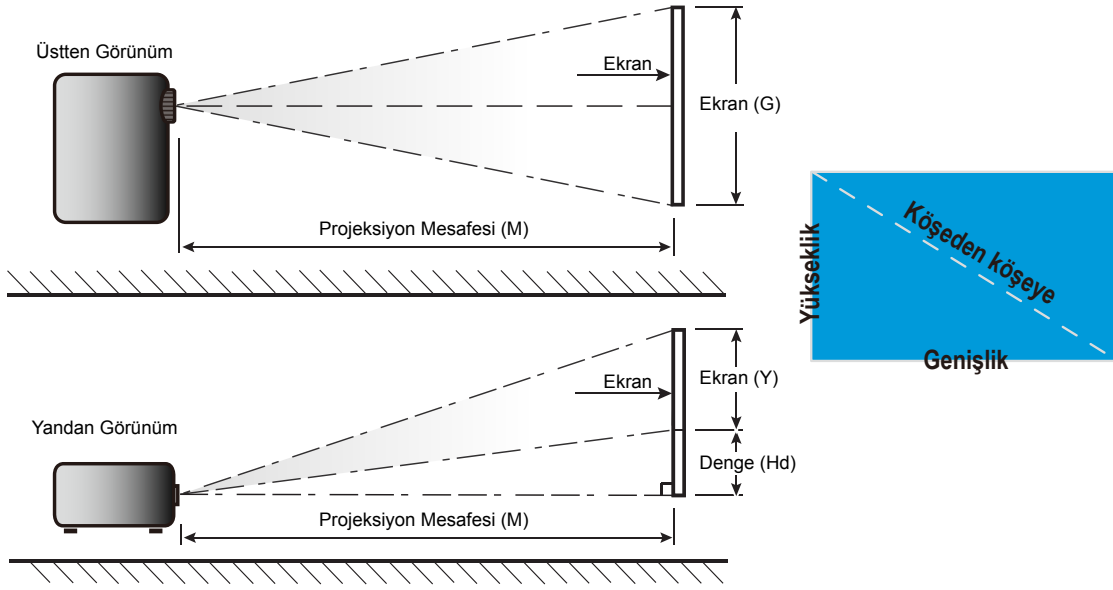 Üstten Görünüm
Ekran
Ekran (G)
Projeksiyon Mesafesi (M)
Yükseklik
Köşeden köşeye
Genişlik
Yandan Görünüm
Ekran
Ekran (Y)
Denge (Hd)
Projeksiyon Mesafesi (M)